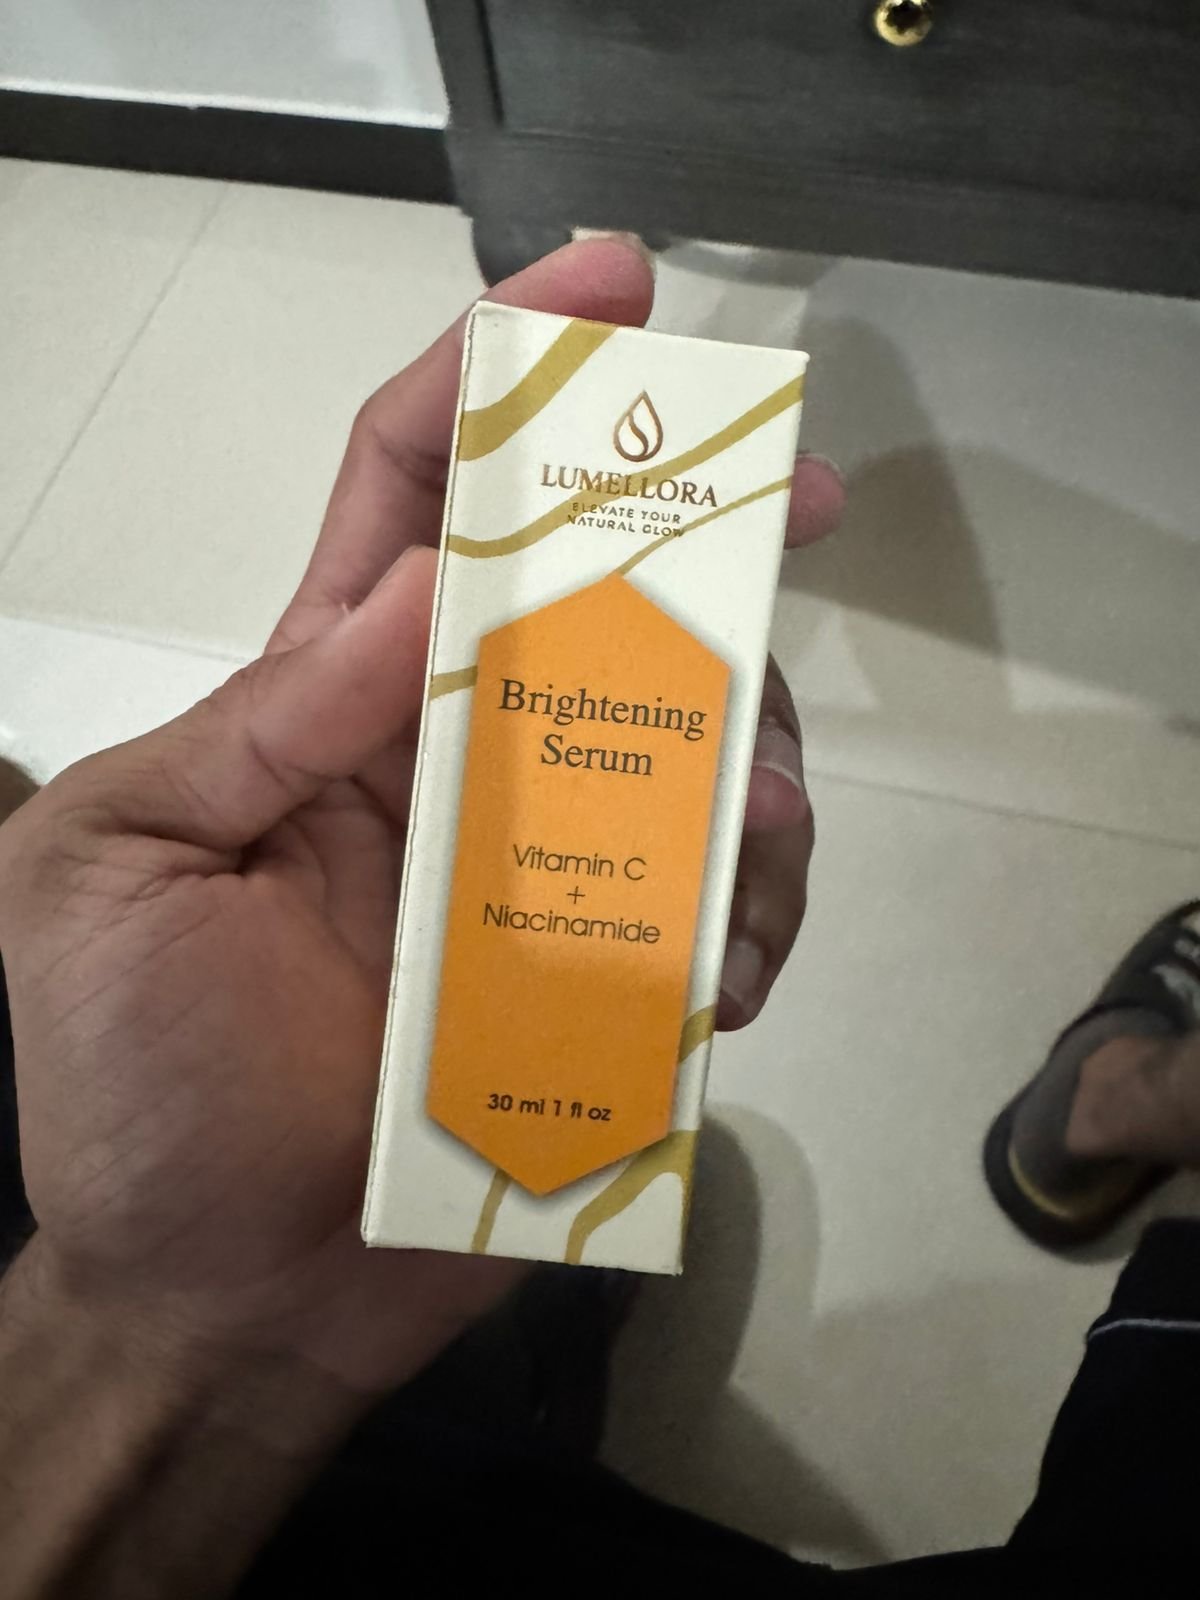 LUMELLORA
ELEVATE YOUR
NATURAL GLOW
Brightening
Serum
Vitamin C
+
Niacinamide
30 ml 1 fl oz